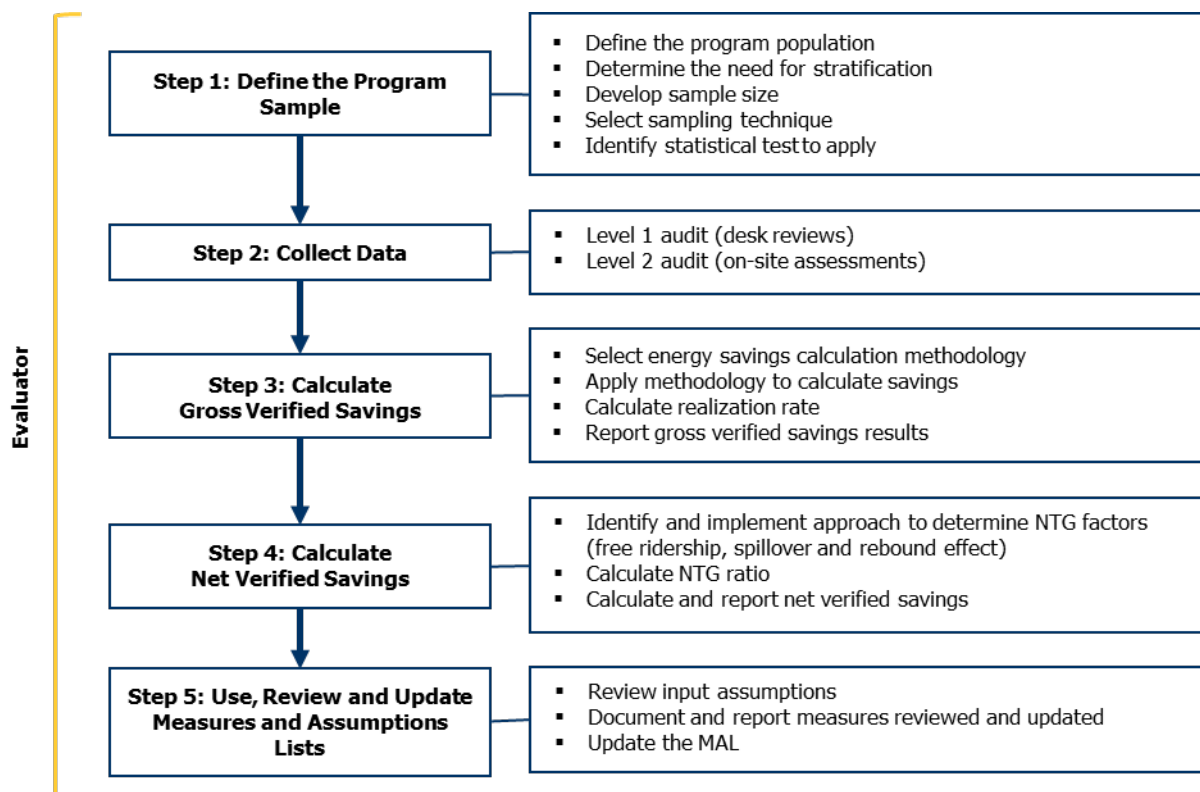 Evaluator
Step 1: Define the Program
Sample
▪ Define the program population
▪ Determine the need for stratification
▪ Develop sample size
▪ Select sampling technique
▪ Identify statistical test to apply
Step 2: Collect Data
▪ Level 1 audit (desk reviews)
▪ Level 2 audit (on-site assessments)
Step 3: Calculate
Gross Verified Savings
▪ Select energy savings calculation methodology
▪ Apply methodology to calculate savings
▪ Calculate realization rate
▪ Report gross verified savings results
Step 4: Calculate
Net Verified Savings
▪ Identify and implement approach to determine NTG factors
(free ridership, spillover and rebound effect)
▪ Calculate NTG ratio
▪ Calculate and report net verified savings
Step 5: Use, Review and Update
Measures and Assumptions
Lists
▪ Review input assumptions
▪ Document and report measures reviewed and updated
▪ Update the MAL